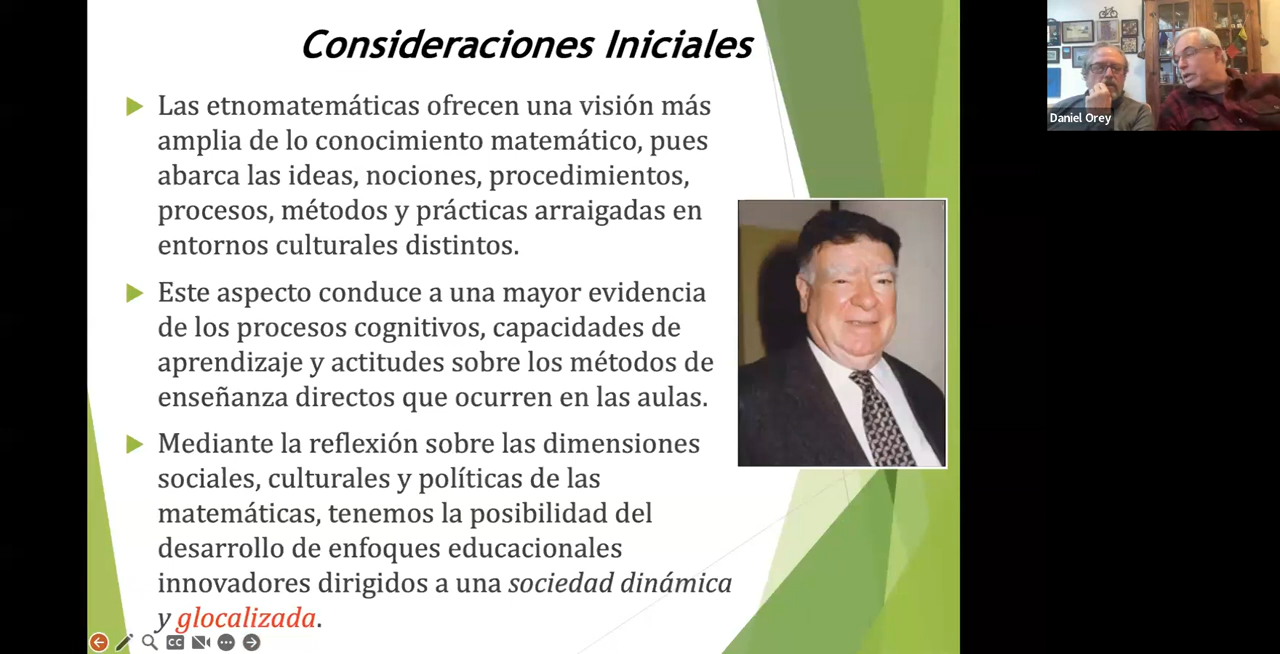 Consideraciones Iniciales
Las etnomatemáticas ofrecen una visión más
amplia de lo conocimiento matemático, pues
abarca las ideas, nociones, procedimientos,
procesos, métodos y prácticas arraigadas en
entornos culturales distintos.
Este aspecto conduce a una mayor evidencia
de los procesos cognitivos, capacidades de
aprendizaje y actitudes sobre los métodos de
enseñanza directos que ocurren en las aulas.
Mediante la reflexión sobre las dimensiones
sociales, culturales y políticas de las
matemáticas, tenemos la posibilidad del
desarrollo de enfoques educacionales
innovadores dirigidos a una sociedad dinámica
y glocalizada.
CC
Daniel Orey